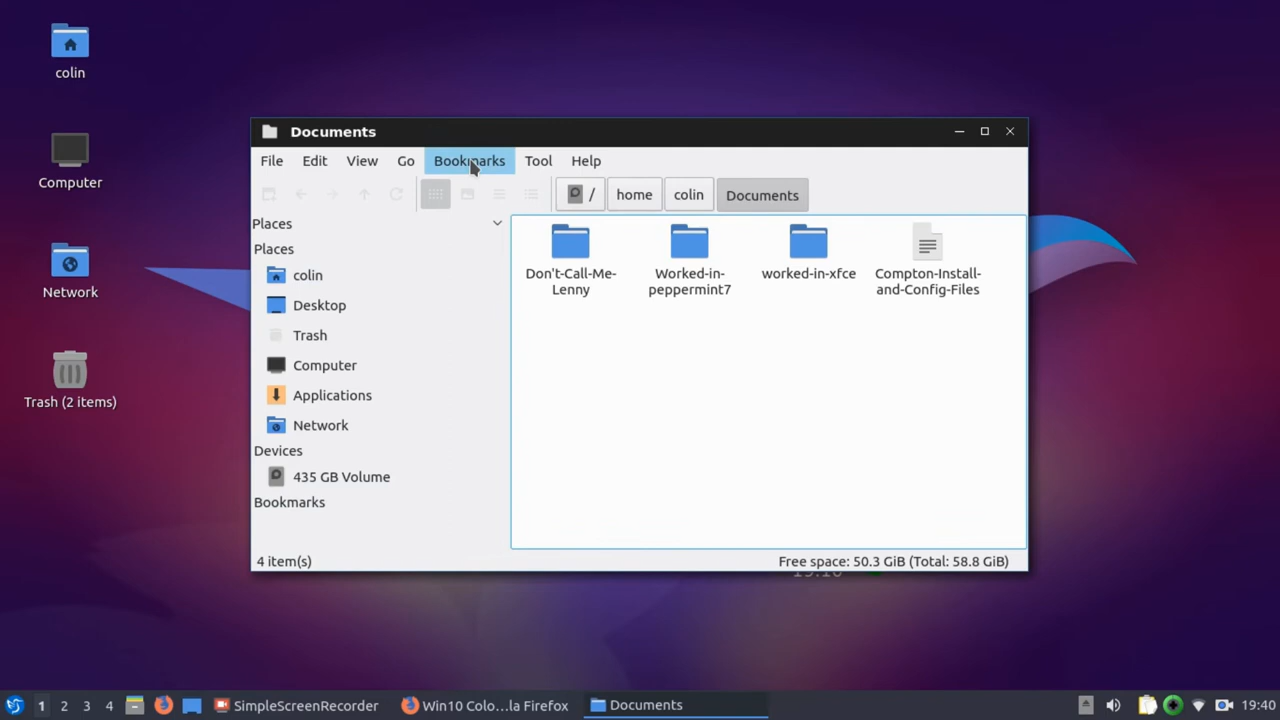 colin
Computer
Network
Trash (2 items)
Documents
File Edit View Go Bookmarks Tool Help
/ home colin Documents
Places
Places
colin
Desktop
Trash
Computer
Applications
Network
Devices
435 GB Volume
Bookmarks
Don't-Call-Me-
Lenny
Worked-in-
peppermint7
worked-in-xfce
Compton-Install-
and-Config-Files
4 item(s)
Free space: 50.3 GiB (Total: 58.8 GiB)
1 2 3 4 SimpleScreenRecorder Win10 Colo…la Firefox Documents 19:40